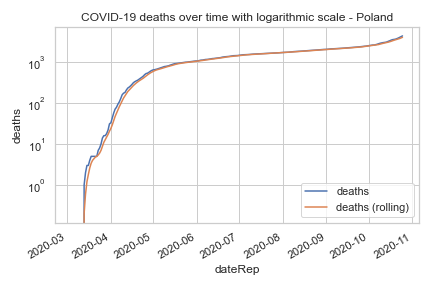 COVID-19 deaths over time with logarithmic scale - Poland
deaths
10³
10²
10¹
10⁰
deaths
deaths (rolling)
2020-03
2020-04
2020-05
2020-06
2020-07
2020-08
2020-09
2020-10
2020-11
dateRep